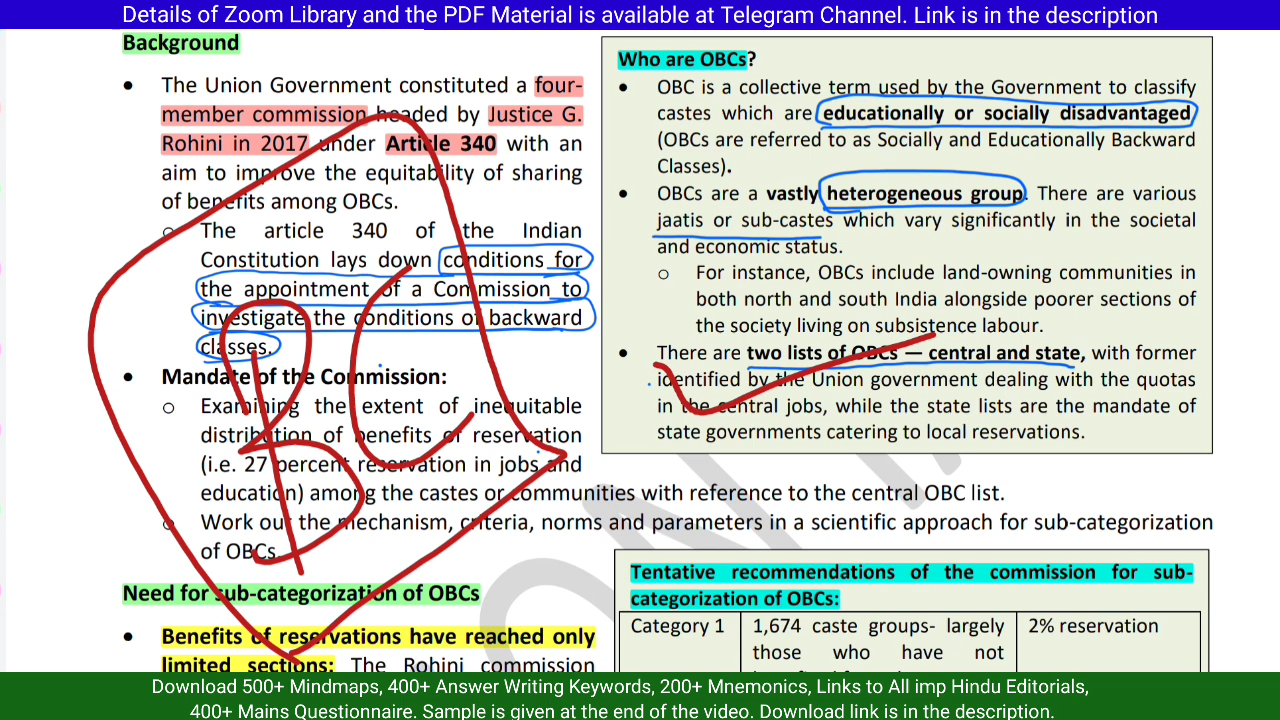 Details of Zoom Library and the PDF Material is available at Telegram Channel. Link is in the description
Background
• The Union Government constituted a four-
member commission headed by Justice G.
Rohini in 2017 under Article 340 with an
aim to improve the equitability of sharing
of benefits among OBCs.
o The article 340 of the Indian
Constitution lays down conditions for
the appointment of a Commission to
investigate the conditions of backward
classes.
• Mandate of the Commission:
o Examining the extent of inequitable
distribution of benefits of reservation
(i.e. 27 percent reservation in jobs and
education) among the castes or communities with reference to the central OBC list.
o Work out the mechanism, criteria, norms and parameters in a scientific approach for sub-categorization
of OBCs.
Need for sub-categorization of OBCs
• Benefits of reservations have reached only
limited sections: The Rohini commission
Who are OBCs?
• OBC is a collective term used by the Government to classify
castes which are educationally or socially disadvantaged
(OBCs are referred to as Socially and Educationally Backward
Classes).
• OBCs are a vastly heterogeneous group. There are various
jaatis or sub-castes which vary significantly in the societal
and economic status.
o For instance, OBCs include land-owning communities in
both north and south India alongside poorer sections of
the society living on subsistence labour.
• There are two lists of OBCs — central and state, with former
identified by the Union government dealing with the quotas
in the central jobs, while the state lists are the mandate of
state governments catering to local reservations.
Tentative recommendations of the commission for sub-
categorization of OBCs:
Category 1 1,674 caste groups- largely 2% reservation
those who have not
Download 500+ Mindmaps, 400+ Answer Writing Keywords, 200+ Mnemonics, Links to All imp Hindu Editorials,
400+ Mains Questionnaire. Sample is given at the end of the video. Download link is in the description.